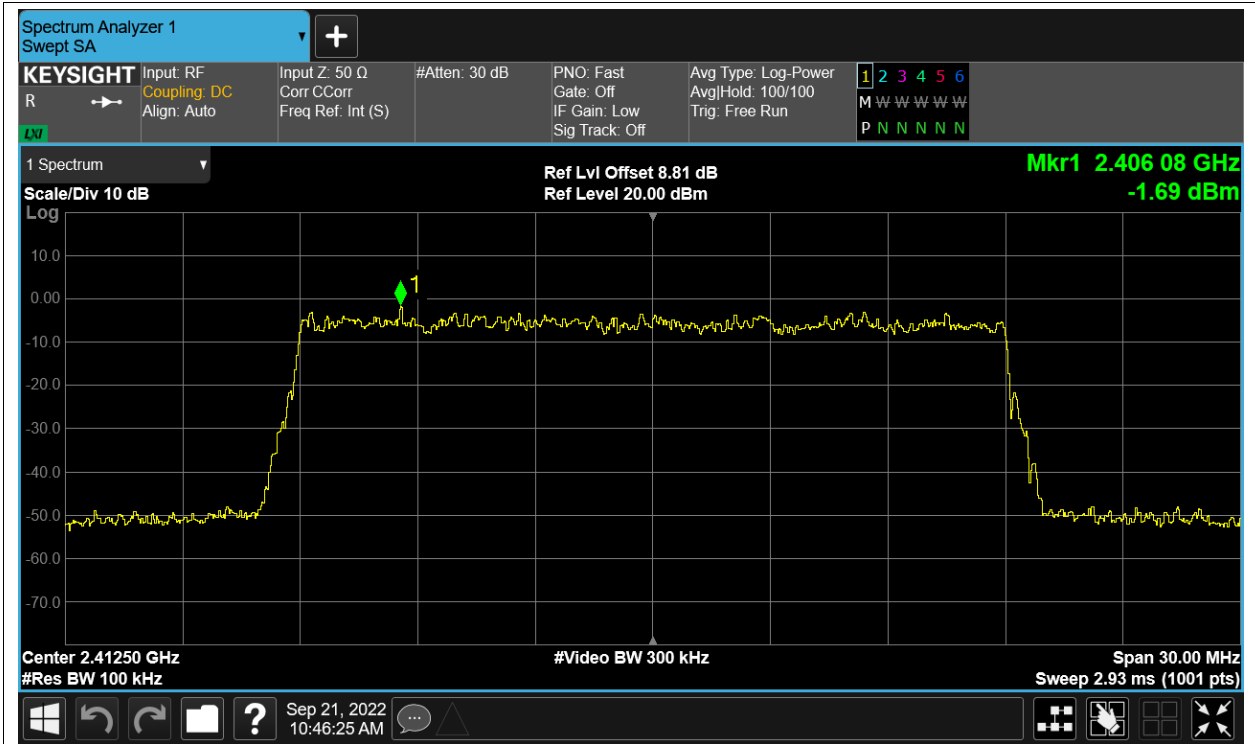 Spectrum Analyzer 1
Swept SA
+
KEYSIGHT
R
LXI
Input: RF
Coupling: DC
Align: Auto
Input Z: 50 Ω
Corr CCorr
Freq Ref: Int (S)
#Atten: 30 dB
PNO: Fast
Gate: Off
IF Gain: Low
Sig Track: Off
Avg Type: Log-Power
Avg|Hold: 100/100
Trig: Free Run
1 2 3 4 5 6
M W W W W W W
P N N N N N N
1 Spectrum
Scale/Div 10 dB
Log
Ref Lvl Offset 8.81 dB
Ref Level 20.00 dBm
Mkr1 2.406 08 GHz
-1.69 dBm
10.0
0.00
-10.0
-20.0
-30.0
-40.0
-50.0
-60.0
-70.0
1
Center 2.41250 GHz
#Res BW 100 kHz
#Video BW 300 kHz
Span 30.00 MHz
Sweep 2.93 ms (1001 pts)
?
Sep 21, 2022
10:46:25 AM